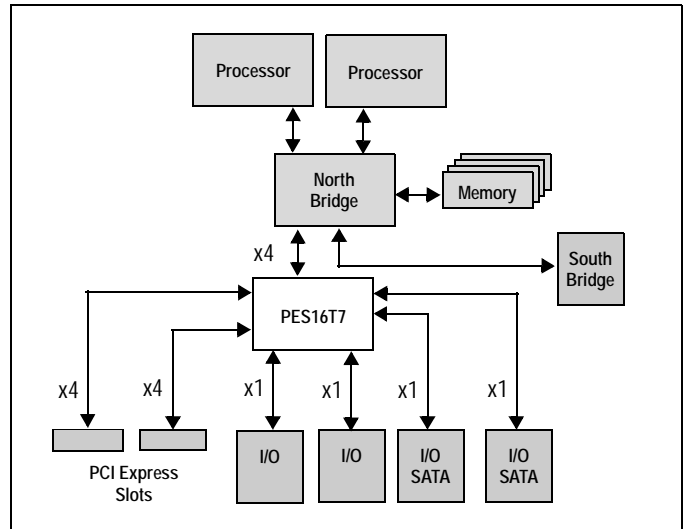 Processor
Processor
North
Bridge
Memory
x4
South
Bridge
PES16T7
x4
x4
x1
x1
x1
x1
PCI Express
Slots
I/O
I/O
I/O
SATA
I/O
SATA